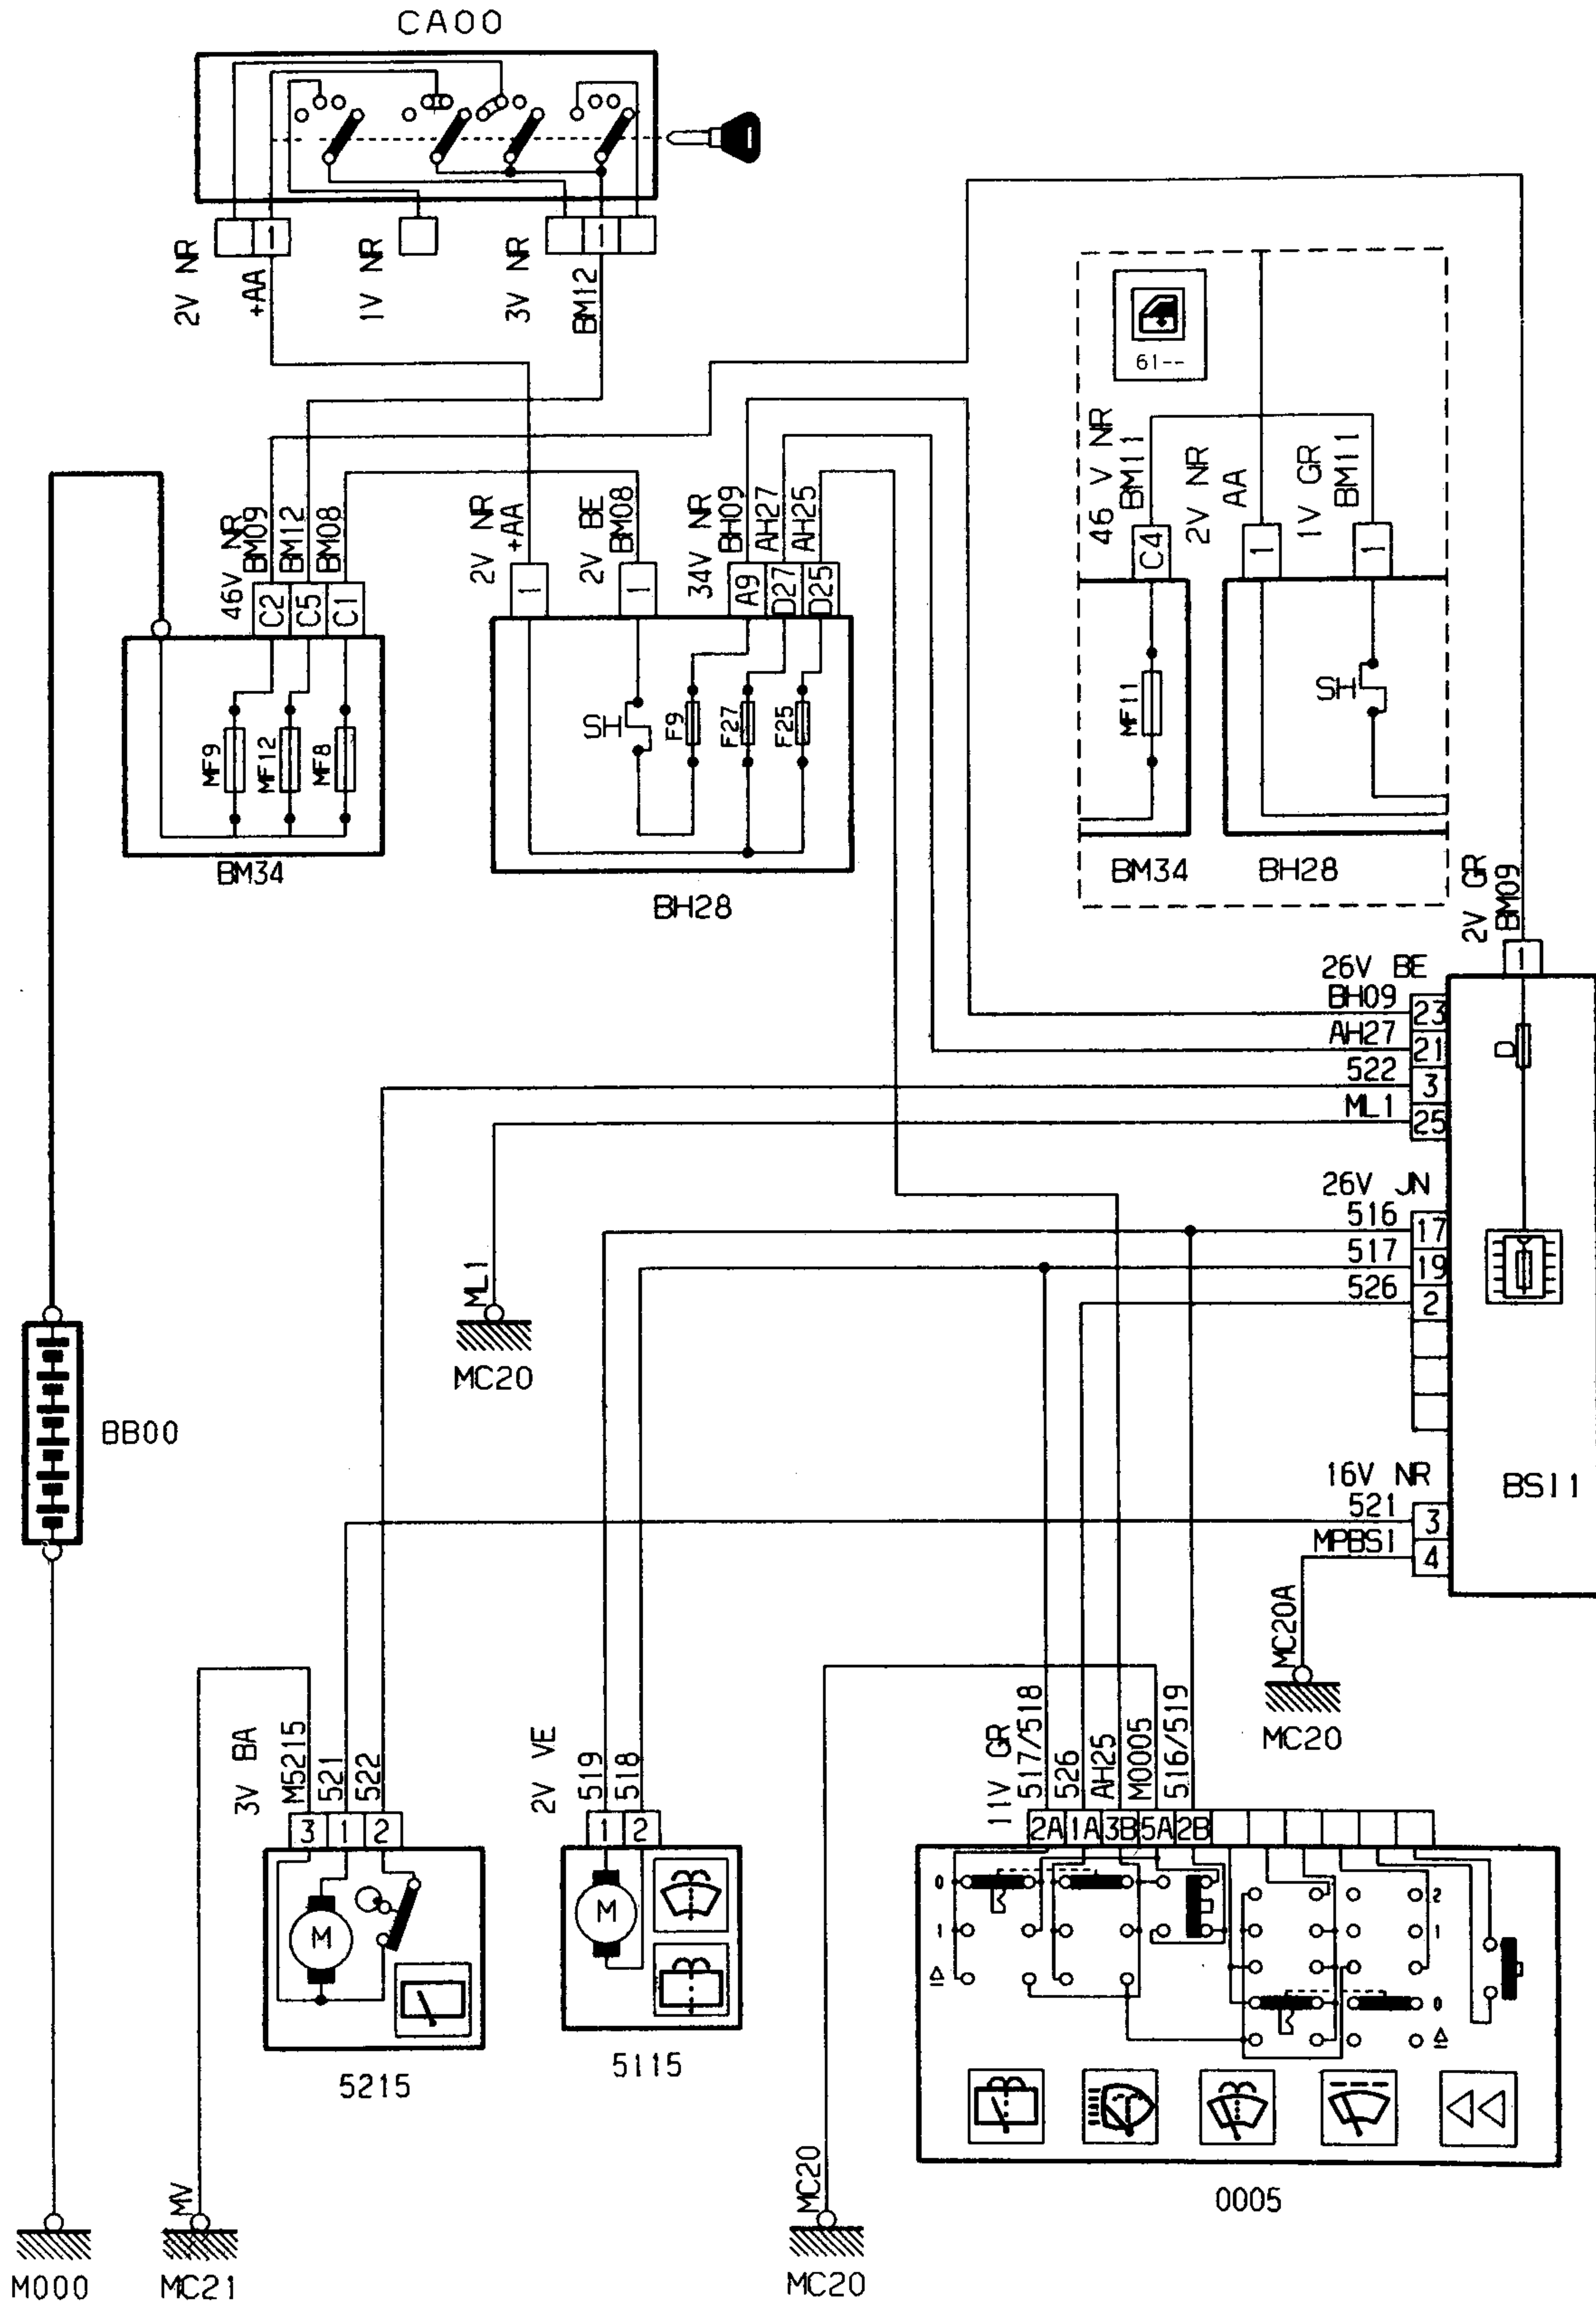 CA00
2V NR
1
+AA
1V NR
3V NR
1
BM12
61--
46 V NR
BM11
C4
2V NR
AA
1
1V GR
BM11
1
MF11
SH
BM34
BH28
46V NR
BM09
BM12
BM08
C2
C5
C1
MF9
MF12
MF8
BM34
2V NR
+AA
1
2V BE
BM08
1
34V NR
BH09
AH27
AH25
A9
D27
D25
SH
F9
F27
F25
BH28
2V GR
BM09
1
D
26V BE
BH09
23
AH27
21
522
3
ML1
25
26V JN
516
17
517
19
526
2
16V NR
521
3
MPBSI
4
BSI1
ML1
MC20
BB00
MC20A
MC20
3V BA
M5215
521
522
3
1
2
M
5215
2V VE
519
518
1
2
M
5115
11V GR
517/518
526
AH25
M0005
516/519
2A
1A
3B
5A
2B
0
1
2
1
0
0005
M000
MV
MC21
MC20
MC20